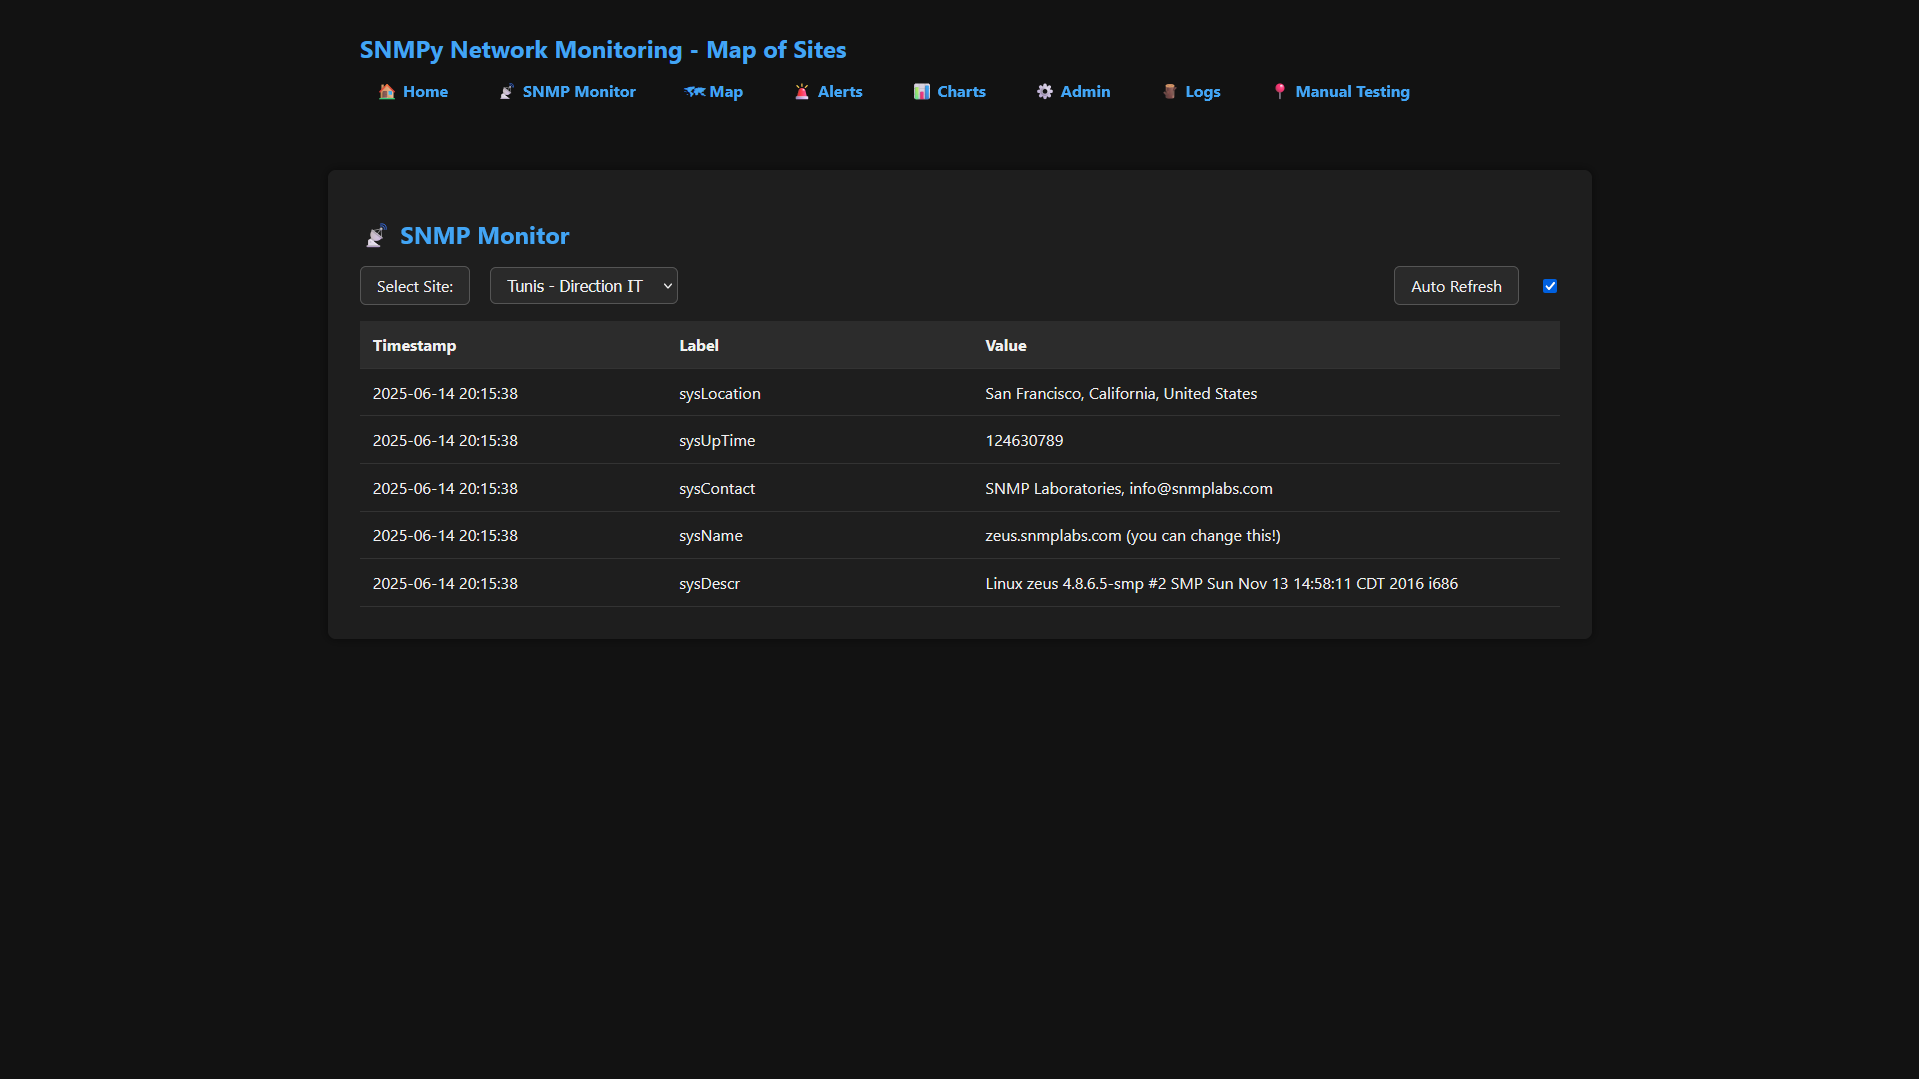 SNMPy Network Monitoring - Map of Sites
Home SNMP Monitor Map Alerts Charts Admin Logs Manual Testing
SNMP Monitor
Select Site: Tunis - Direction IT Auto Refresh
Timestamp Label Value
2025-06-14 20:15:38 sysLocation San Francisco, California, United States
2025-06-14 20:15:38 sysUpTime 124630789
2025-06-14 20:15:38 sysContact SNMP Laboratories, info@snmplabs.com
2025-06-14 20:15:38 sysName zeus.snmplabs.com (you can change this!)
2025-06-14 20:15:38 sysDescr Linux zeus 4.8.6.5-smp #2 SMP Sun Nov 13 14:58:11 CDT 2016 i686